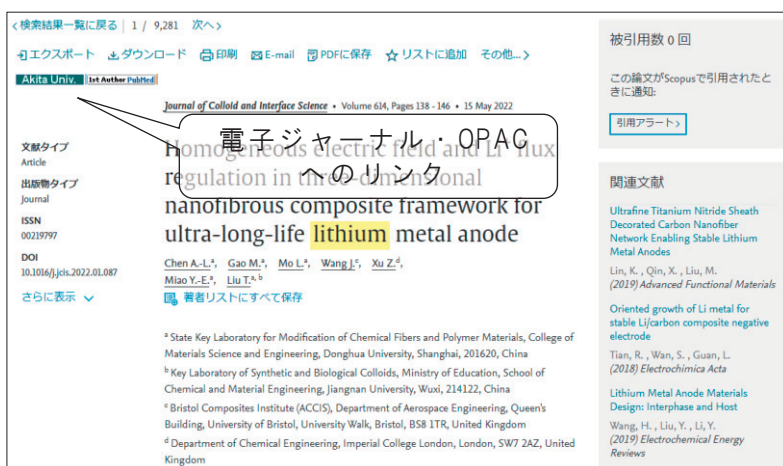 <検索結果一覧に戻る | 1 / 9,281 次へ>
エクスポート ダウンロード 印刷 E-mail PDFに保存 リストに追加 その他...>
Akita Univ. 1st Author PubMed
Journal of Colloid and Interface Science • Volume 614, Pages 138 - 146 • 15 May 2022
電子ジャーナル・OPAC
へのリンク
文献タイプ
Article
出版物タイプ
Journal
ISSN
00219797
DOI
10.1016/j.jcis.2022.01.087
さらに表示
Homogeneous electric field and Li+ flux
regulation in three-dimensional
nanofibrous composite framework for
ultra-long-life lithium metal anode
Chen A.-L.ª, Gao M.ª, Mo L.ª, Wang J.ᶜ, Xu Z.ᵈ,
Miao Y.-E.ª, Liu T.ª, ᵇ
著者リストにすべて保存
ª State Key Laboratory for Modification of Chemical Fibers and Polymer Materials, College of
Materials Science and Engineering, Donghua University, Shanghai, 201620, China
ᵇ Key Laboratory of Synthetic and Biological Colloids, Ministry of Education, School of
Chemical and Material Engineering, Jiangnan University, Wuxi, 214122, China
ᶜ Bristol Composites Institute (ACCIS), Department of Aerospace Engineering, Queen's
Building, University of Bristol, University Walk, Bristol, BS8 1TR, United Kingdom
ᵈ Department of Chemical Engineering, Imperial College London, London, SW7 2AZ, United
Kingdom
被引用数 0 回
この論文がScopusで引用されたと
きに通知:
引用アラート>
関連文献
Ultrafine Titanium Nitride Sheath
Decorated Carbon Nanofiber
Network Enabling Stable Lithium
Metal Anodes
Lin, K. , Qin, X. , Liu, M.
(2019) Advanced Functional Materials
Oriented growth of Li metal for
stable Li/carbon composite negative
electrode
Tian, R. , Wan, S. , Guan, L.
(2018) Electrochimica Acta
Lithium Metal Anode Materials
Design: Interphase and Host
Wang, H. , Liu, Y. , Li, Y.
(2019) Electrochemical Energy
Reviews